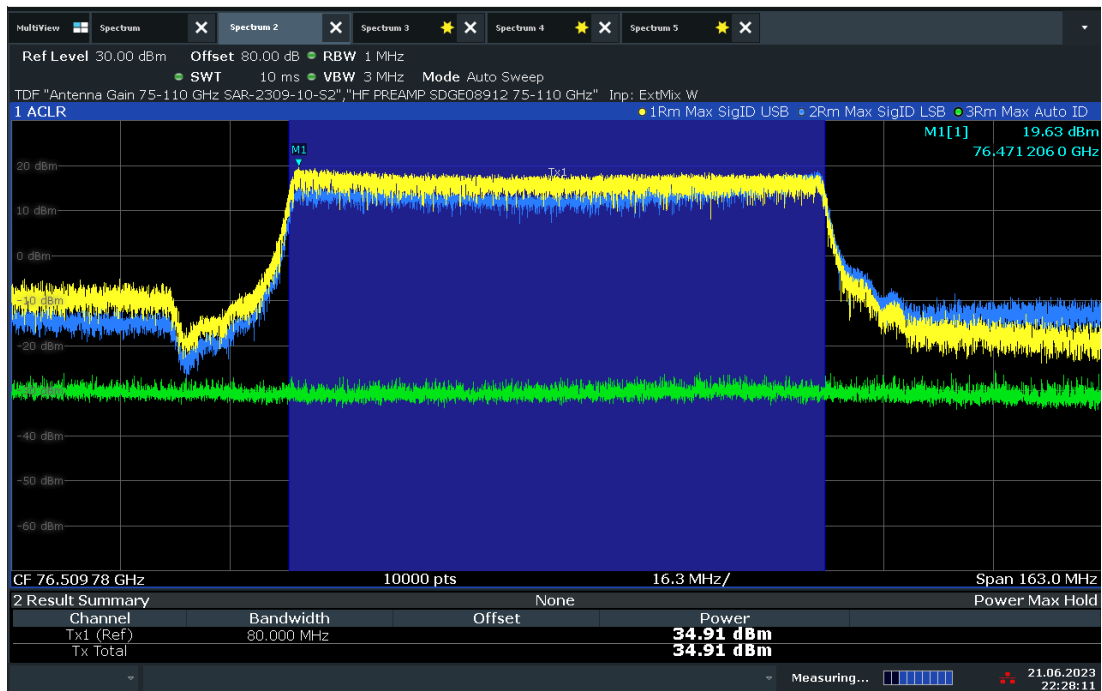 MultiView Spectrum X Spectrum 2 X Spectrum 3 X Spectrum 4 X Spectrum 5 X
Ref Level 30.00 dBm Offset 80.00 dB RBW 1 MHz
SWT 10 ms VBW 3 MHz Mode Auto Sweep
TDF "Antenna Gain 75-110 GHz SAR-2309-10-S2","HF PREAMP SDGE08912 75-110 GHz" Inp: ExtMix W
1 ACLR 1Rm Max SigID USB 2Rm Max SigID LSB 3Rm Max Auto ID
M1[1] 19.63 dBm
76.471 206 0 GHz
M1
20 dBm
Tx1
10 dBm
0 dBm
-10 dBm
-20 dBm
-40 dBm
-50 dBm
-60 dBm
CF 76.509 78 GHz 10000 pts 16.3 MHz/ Span 163.0 MHz
2 Result Summary None Power Max Hold
Channel Bandwidth Offset Power
Tx1 (Ref) 80.000 MHz 34.91 dBm
Tx Total 34.91 dBm
Measuring... 21.06.2023
22:28:11